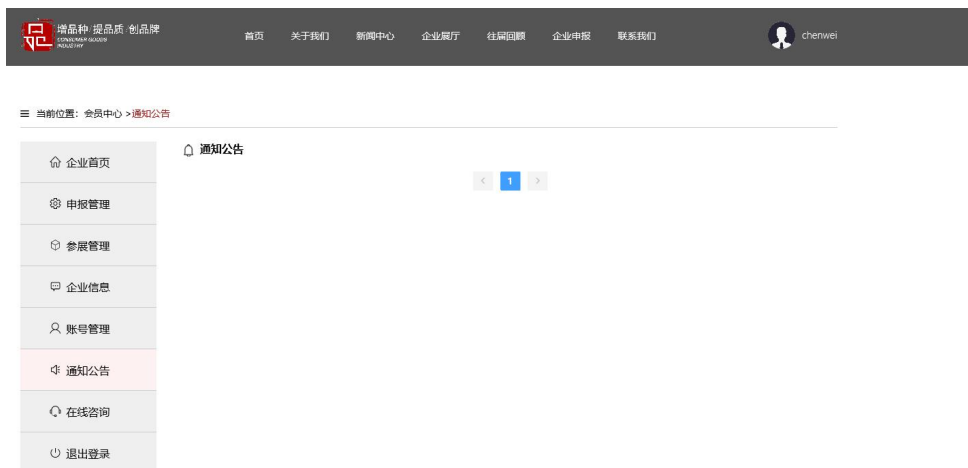 增品种·提品质·创品牌
CONSUMER GOODS
INDUSTRY
首页 关于我们 新闻中心 企业展厅 往届回顾 企业申报 联系我们
chenwei
当前位置：会员中心 >通知公告
通知公告
< 1 >
企业首页
申报管理
参展管理
企业信息
账号管理
通知公告
在线咨询
退出登录